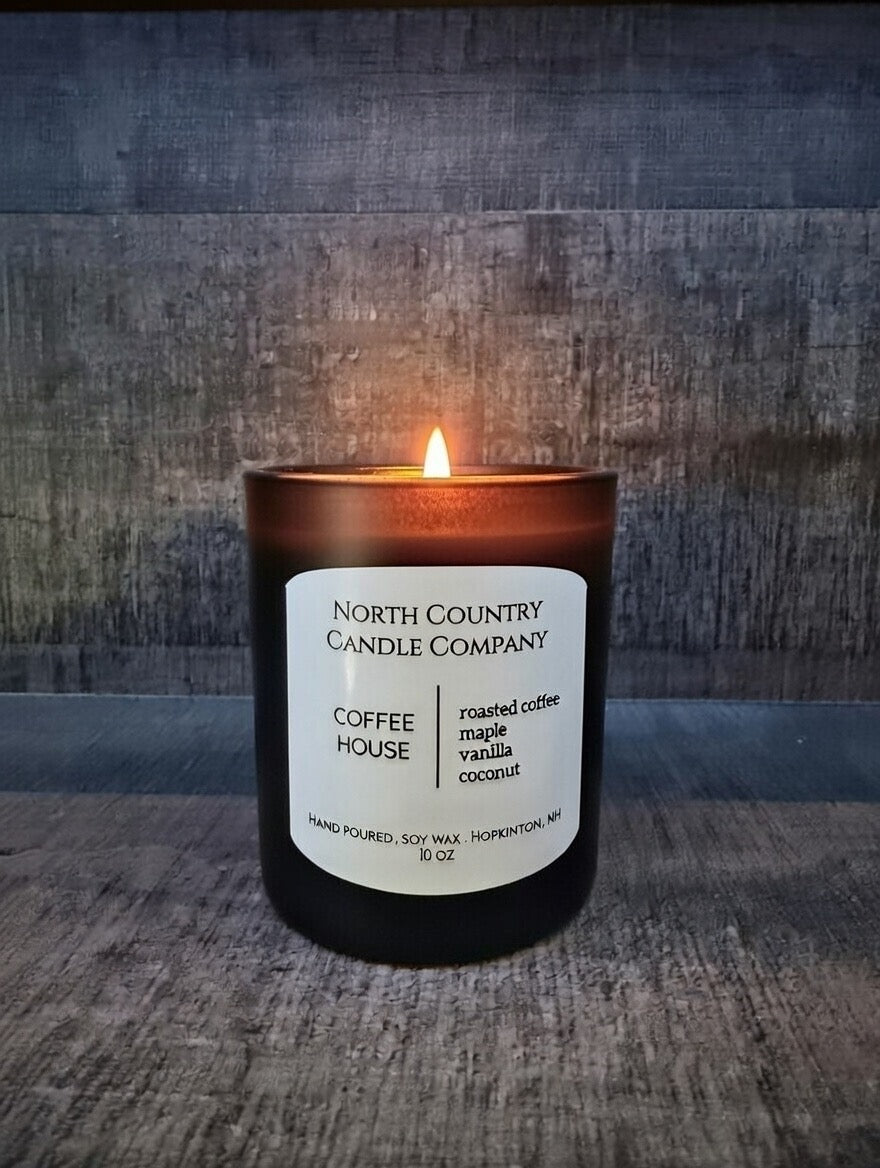 North Country
Candle Company
COFFEE
HOUSE
roasted coffee
maple
vanilla
coconut
Hand poured, soy wax . Hopkinton, NH
10 oz